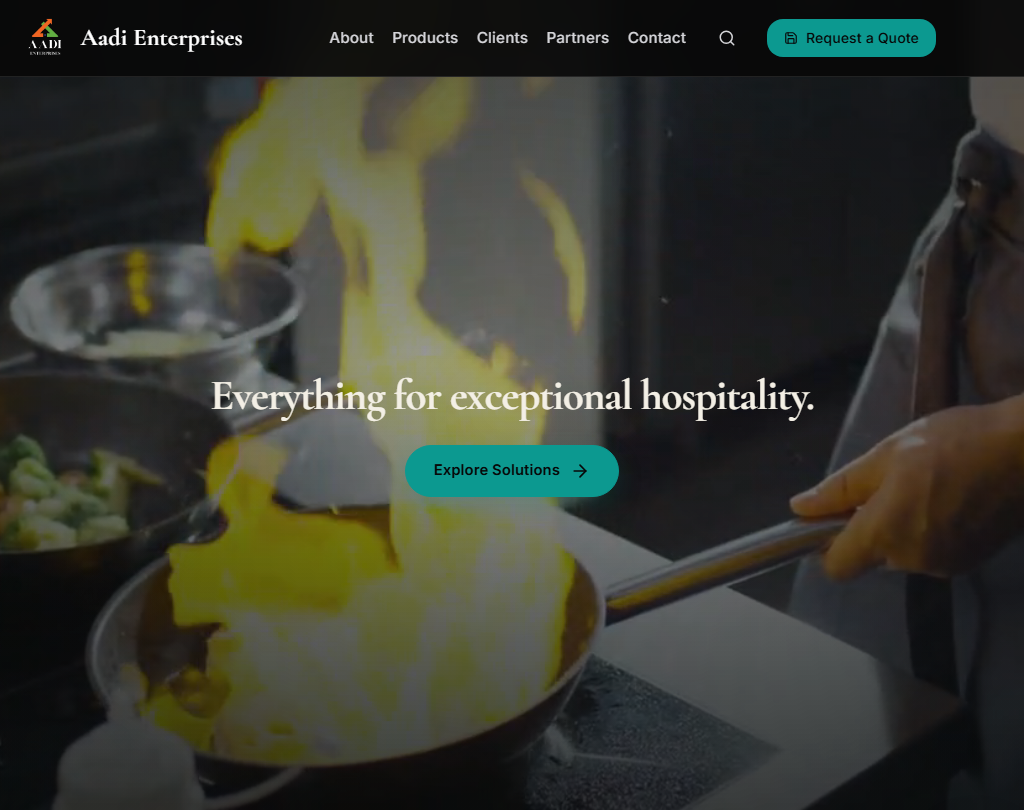 AADI
ENTERPRISES
Aadi Enterprises
About
Products
Clients
Partners
Contact
Request a Quote
Everything for exceptional hospitality.
Explore Solutions